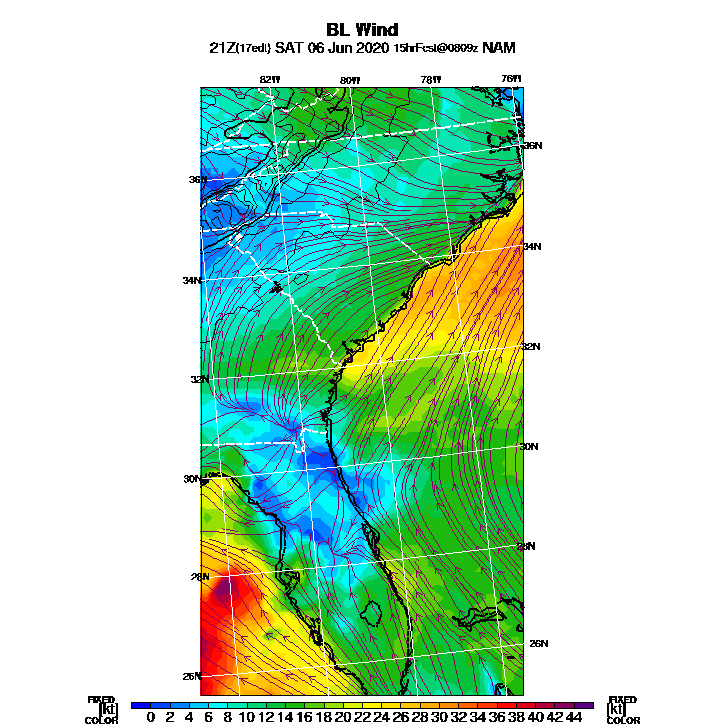 BL Wind
21Z(17edt) SAT 06 Jun 2020 15hrFcst@0809z NAM
82W 80W 78W 76W
36N
36N
34N
34N
32N
32N
30N
30N
28N
28N
26N
26N
FIXED FIXED
[kt] 0 2 4 6 8 10 12 14 16 18 20 22 24 26 28 30 32 34 36 38 40 42 44 [kt]
COLOR COLOR